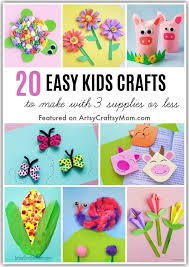 20 EASY KIDS CRAFTS
to make with 3 supplies or less
FEATURED ON ArtsyCraftsyMom.com